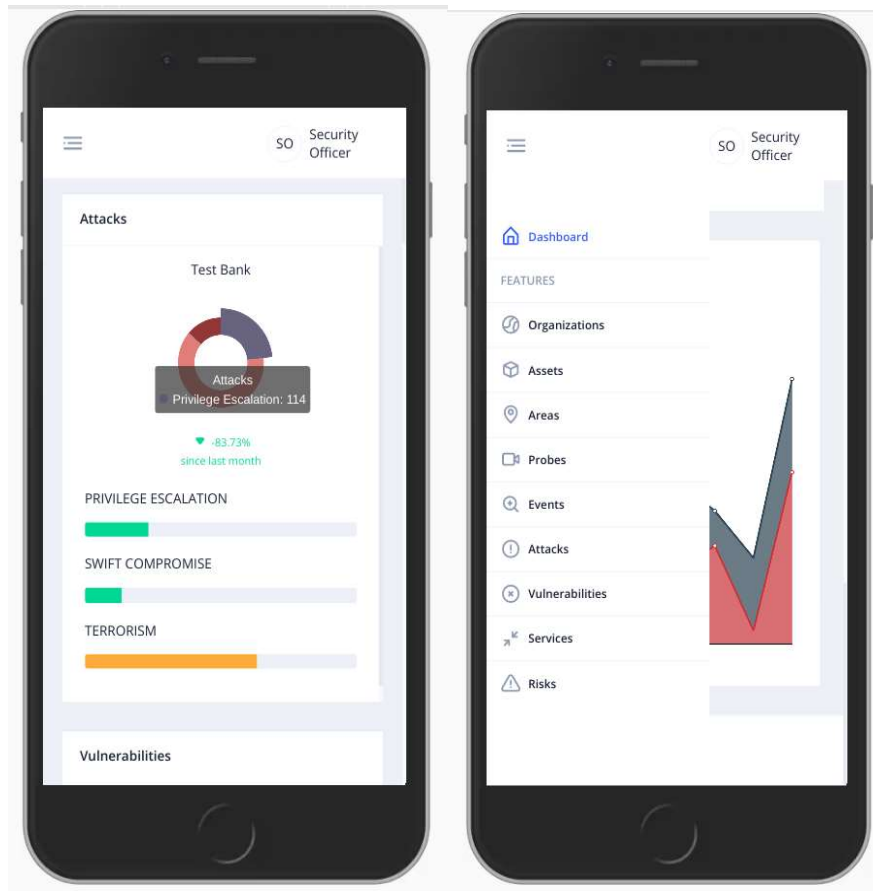 SO
Security
Officer
Attacks
Test Bank
Attacks
Privilege Escalation: 114
-83.73%
since last month
PRIVILEGE ESCALATION
SWIFT COMPROMISE
TERRORISM
Vulnerabilities
SO
Security
Officer
Dashboard
FEATURES
Organizations
Assets
Areas
Probes
Events
Attacks
Vulnerabilities
Services
Risks